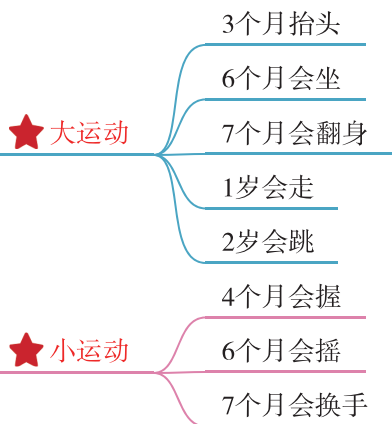 3个月抬头
6个月会坐
大运动
7个月会翻身
1岁会走
2岁会跳
4个月会握
小运动
6个月会摇
7个月会换手